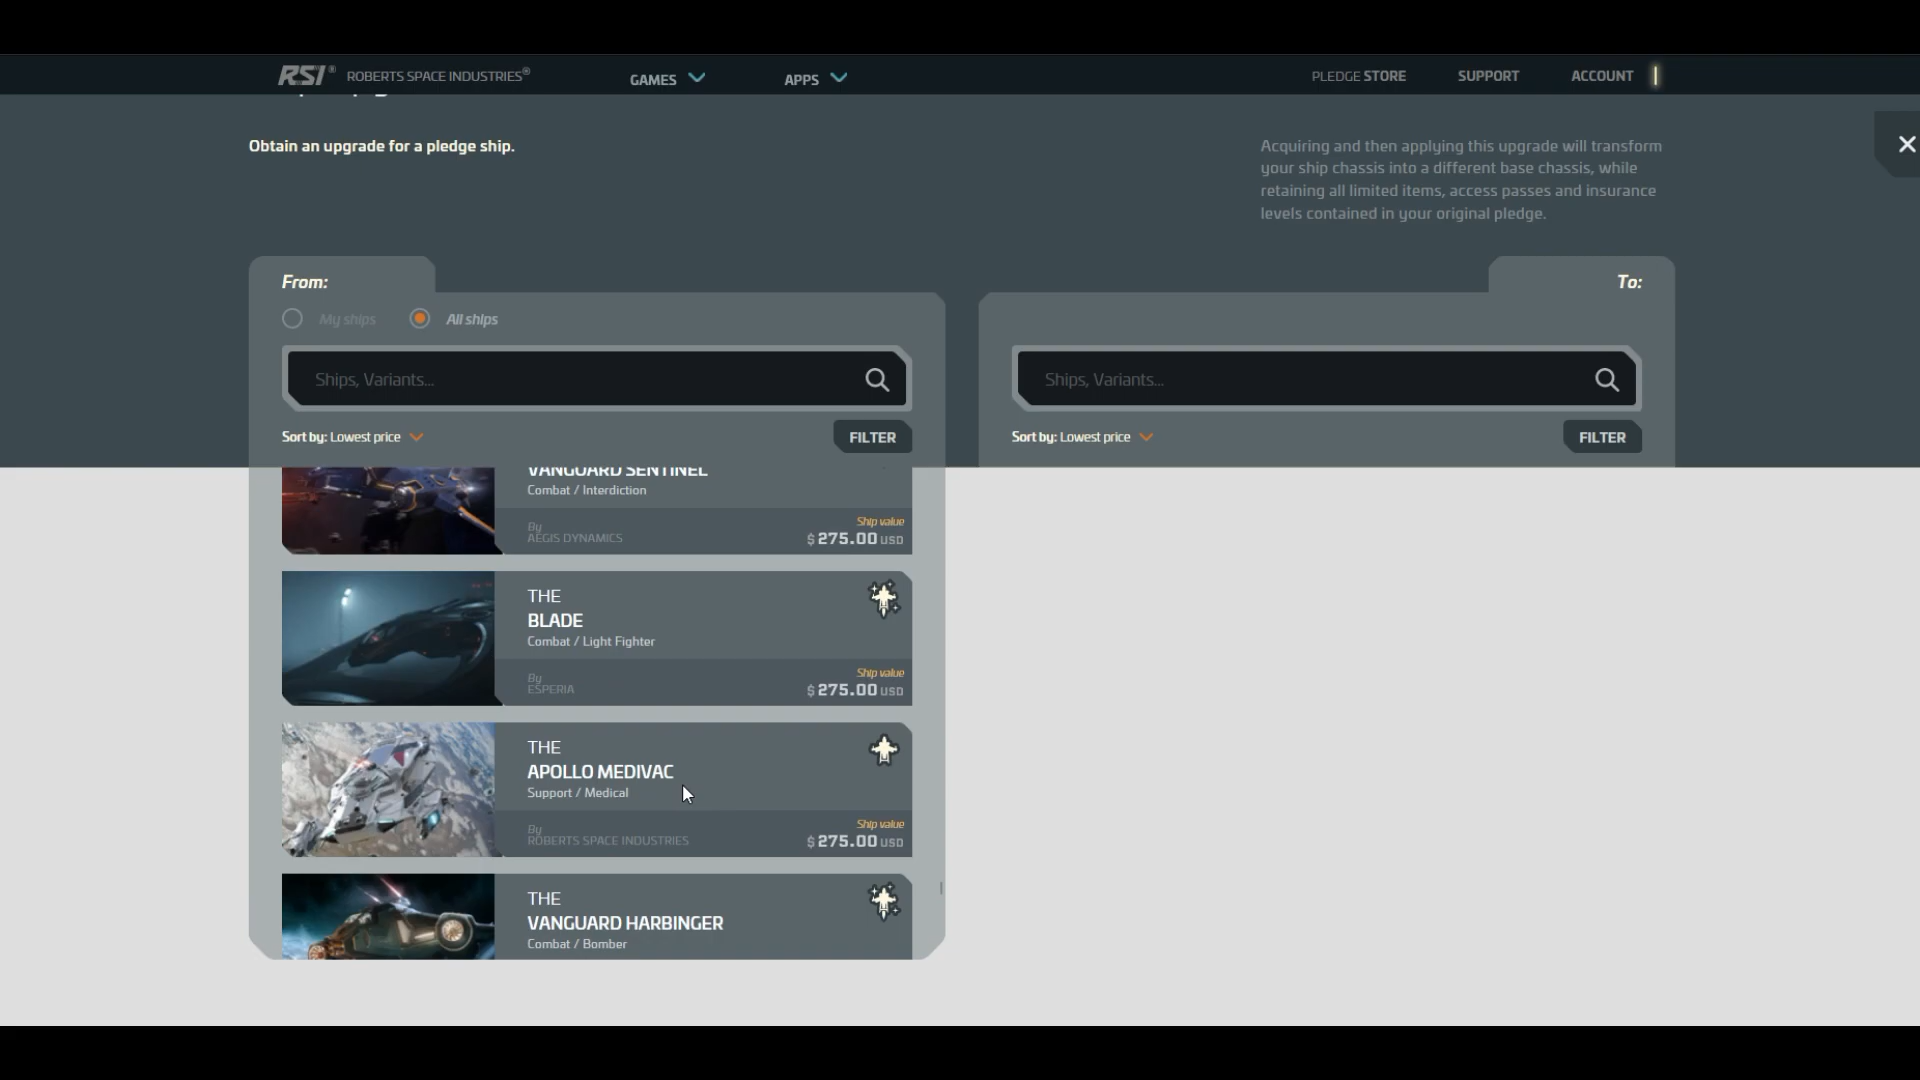 RSI® ROBERTS SPACE INDUSTRIES®
GAMES
APPS
PLEDGE STORE
SUPPORT
ACCOUNT
Obtain an upgrade for a pledge ship.
Acquiring and then applying this upgrade will transform
your ship chassis into a different base chassis, while
retaining all limited items, access passes and insurance
levels contained in your original pledge.
From:
My ships
All ships
Ships, Variants...
Sort by: Lowest price
FILTER
VANGUARD SENTINEL
Combat / Interdiction
By
AEGIS DYNAMICS
Ship value
$ 275.00 USD
THE
BLADE
Combat / Light Fighter
By
ESPERIA
Ship value
$ 275.00 USD
THE
APOLLO MEDIVAC
Support / Medical
By
ROBERTS SPACE INDUSTRIES
Ship value
$ 275.00 USD
THE
VANGUARD HARBINGER
Combat / Bomber
To:
Ships, Variants...
Sort by: Lowest price
FILTER